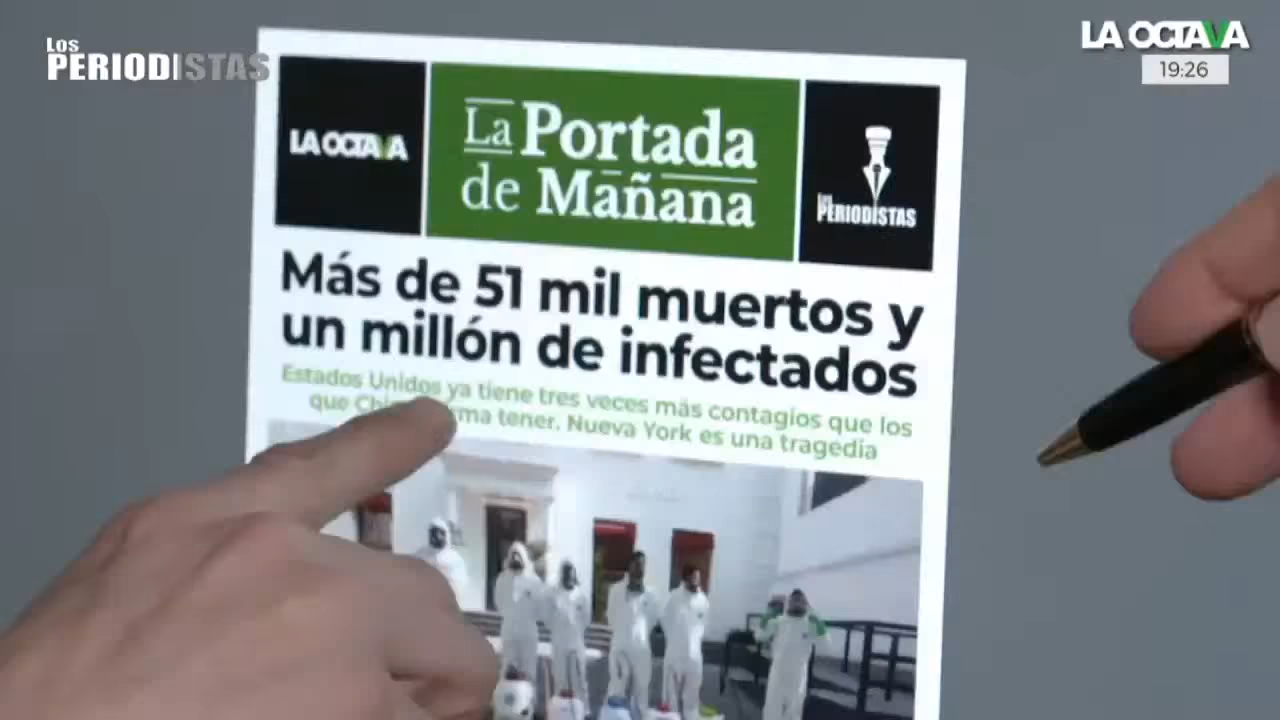 Los
PERIODISTAS
LA OCTAVA
19:26
LA OCTAVA
La Portada
de Mañana
Los
PERIODISTAS
Más de 51 mil muertos y
un millón de infectados
Estados Unidos ya tiene tres veces más contagios que los
que tener. Nueva York es una tragedia